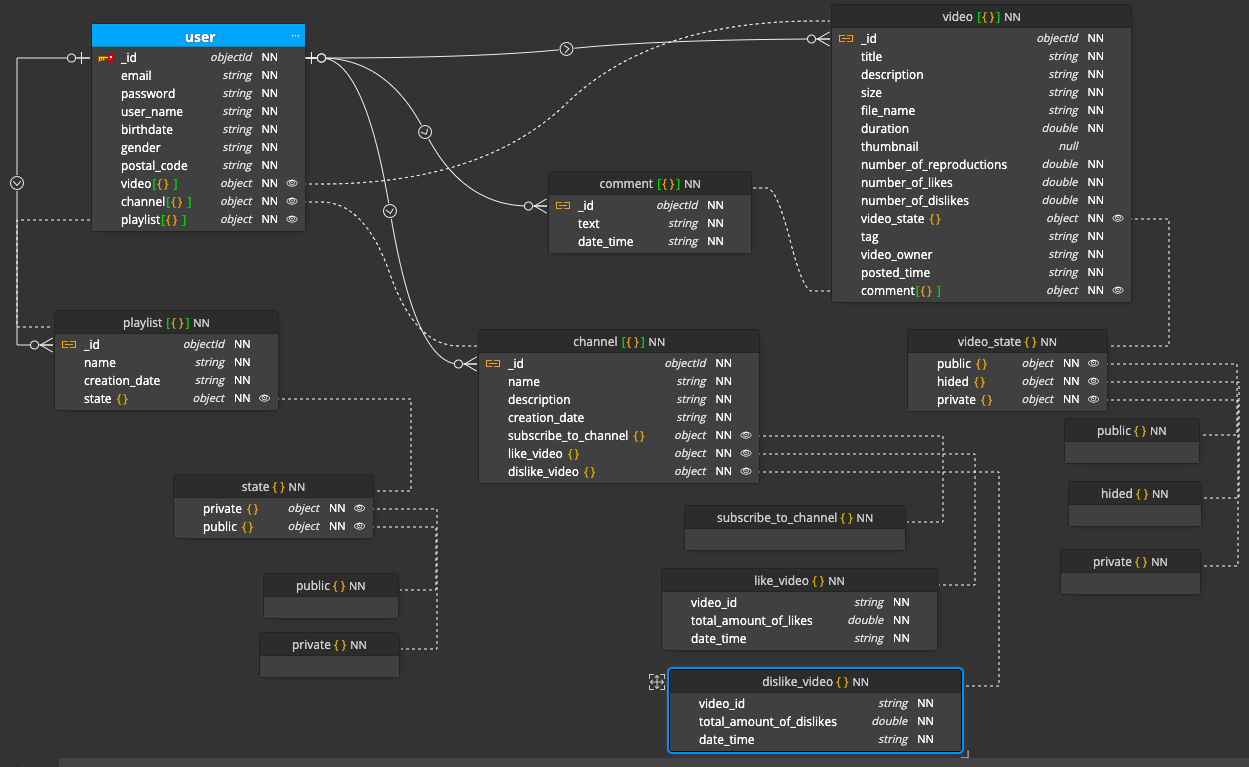 user ...
_id objectId NN
email string NN
password string NN
user_name string NN
birthdate string NN
gender string NN
postal_code string NN
video[{} ] object NN
channel[{} ] object NN
playlist[{} ] object NN
video [{}] NN
_id objectId NN
title string NN
description string NN
size string NN
file_name string NN
duration double NN
thumbnail null
number_of_reproductions double NN
number_of_likes double NN
number_of_dislikes double NN
video_state {} object NN
tag string NN
video_owner string NN
posted_time string NN
comment[{} ] object NN
comment [{}] NN
_id objectId NN
text string NN
date_time string NN
playlist [{}] NN
_id objectId NN
name string NN
creation_date string NN
state {} object NN
channel [{}] NN
_id objectId NN
name string NN
description string NN
creation_date string NN
subscribe_to_channel {} object NN
like_video {} object NN
dislike_video {} object NN
video_state {} NN
public {} object NN
hided {} object NN
private {} object NN
public {} NN
hided {} NN
private {} NN
state {} NN
private {} object NN
public {} object NN
public {} NN
private {} NN
subscribe_to_channel {} NN
like_video {} NN
video_id string NN
total_amount_of_likes double NN
date_time string NN
dislike_video {} NN
video_id string NN
total_amount_of_dislikes double NN
date_time string NN